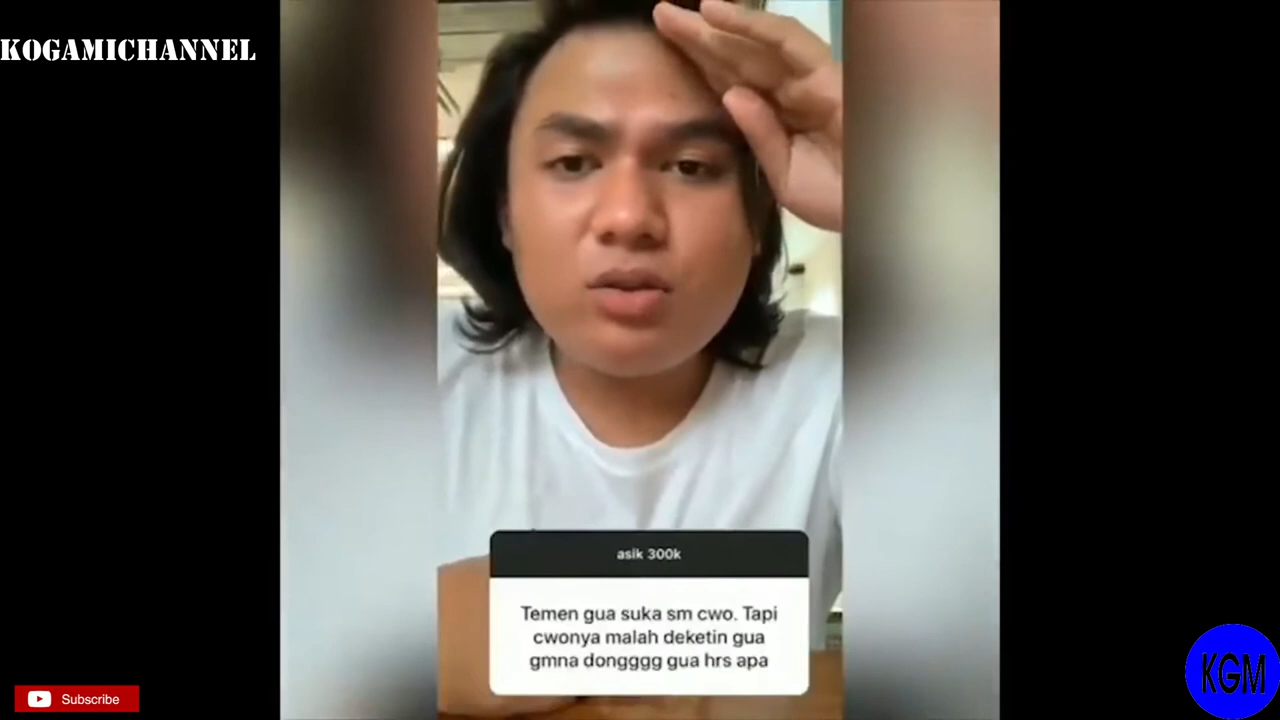 KOGAMICHANNEL
asik 300k
Temen gua suka sm cwo. Tapi
cwonya malah deketin gua
gmna dongggg gua hrs apa
Subscribe
KGM